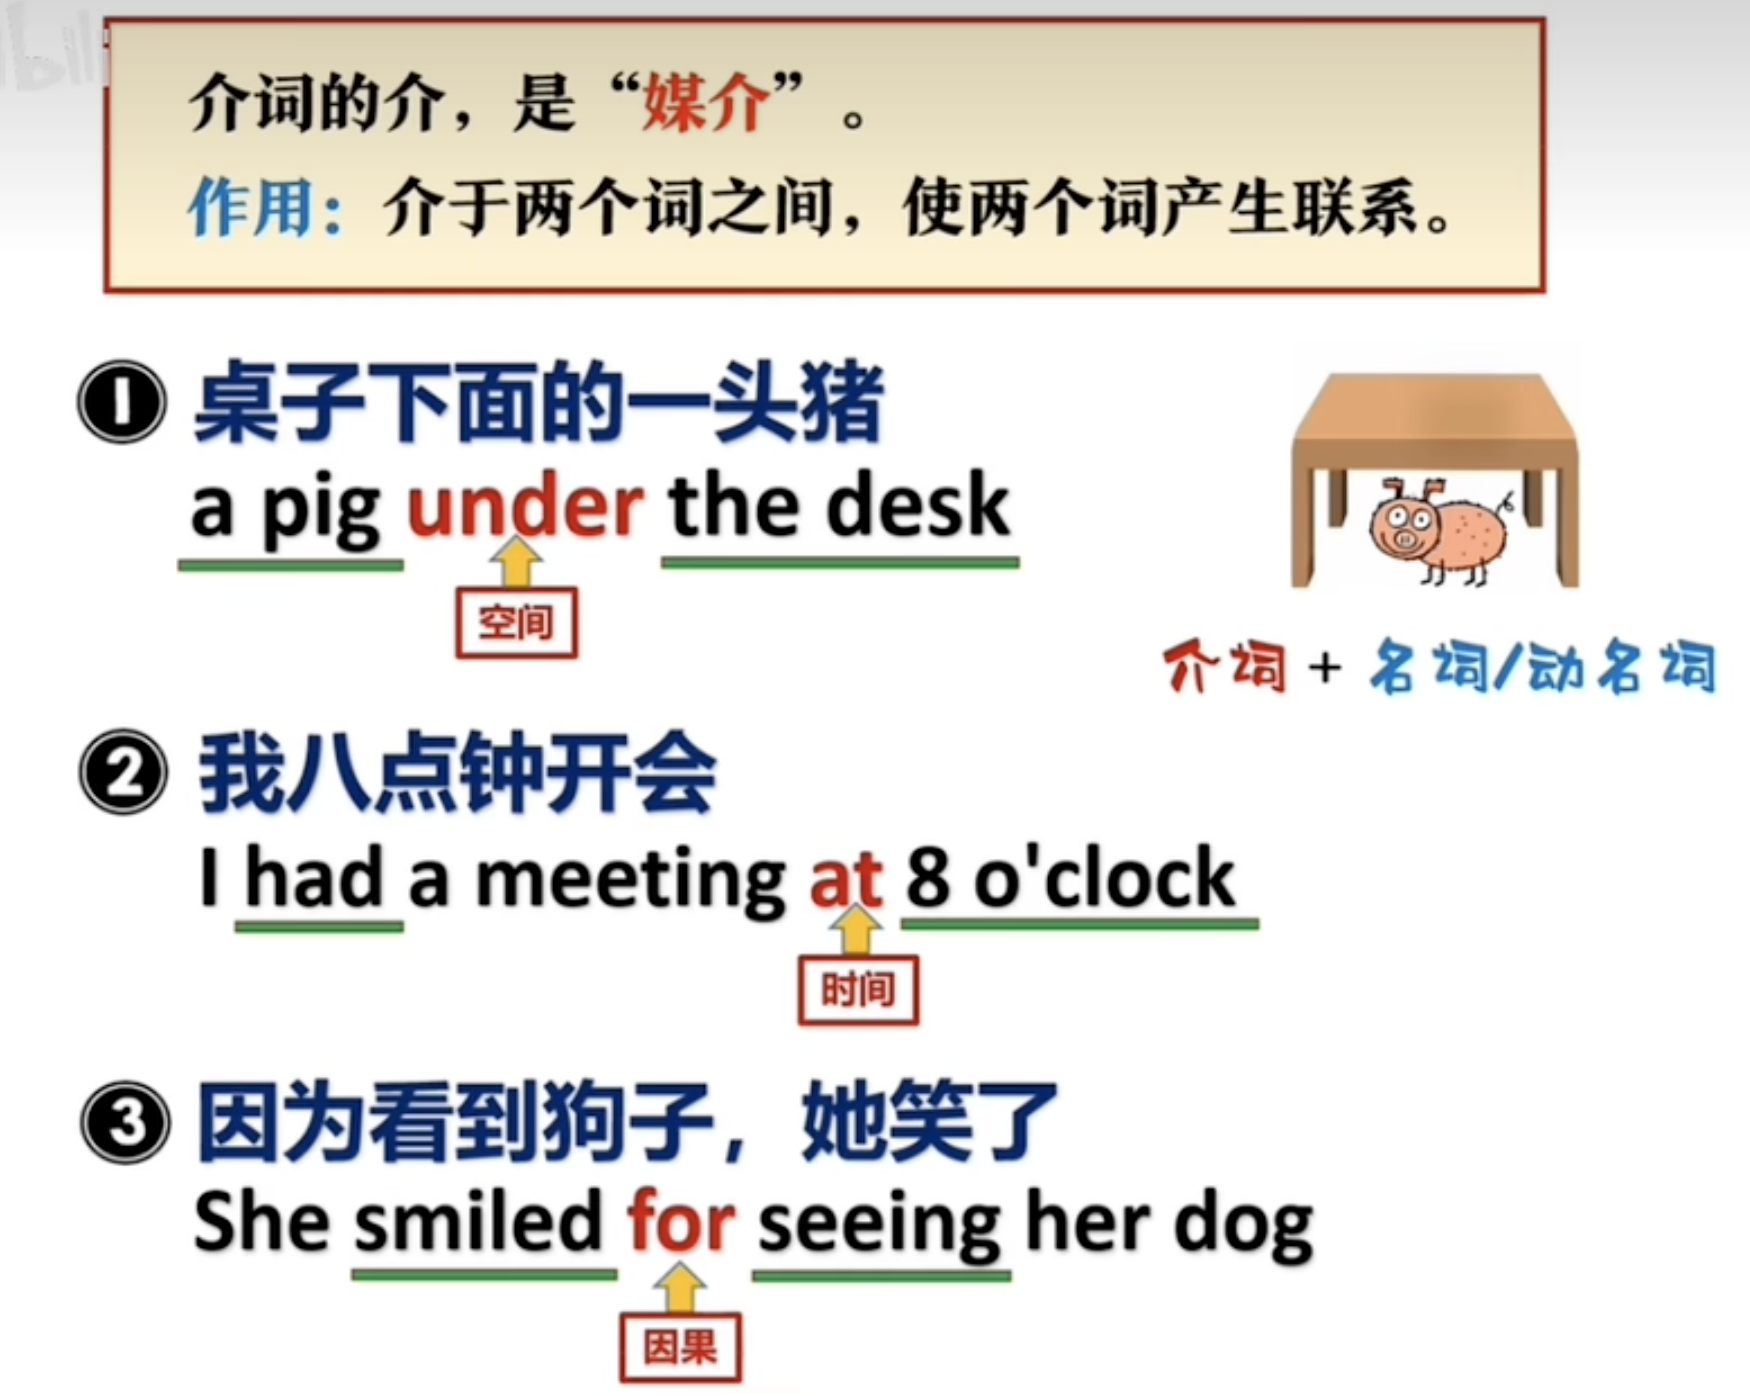 介词的介，是“媒介”。
作用：介于两个词之间，使两个词产生联系。
① 桌子下面的一头猪
a pig under the desk
空间
介词 + 名词/动名词
② 我八点钟开会
I had a meeting at 8 o'clock
时间
③ 因为看到狗子，她笑了
She smiled for seeing her dog
因果